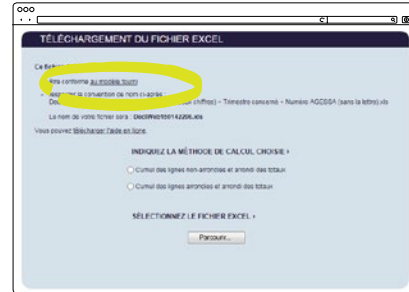 TÉLÉCHARGEMENT DU FICHIER EXCEL
Ce
être conforme au modèle fourni
la convention de nom ci-après :
chiffres) + Trimestre concerné + Numéro AGESSA (sans la lettre).xls
Le nom de votre fichier sera :
Vous pouvez télécharger l'aide en ligne.
INDIQUEZ LA MÉTHODE DE CALCUL CHOISIE
Cumul des lignes non-arrondies et arrondi des totaux
Cumul des lignes arrondies et arrondi des totaux
SÉLECTIONNEZ LE FICHIER EXCEL
Parcourir...